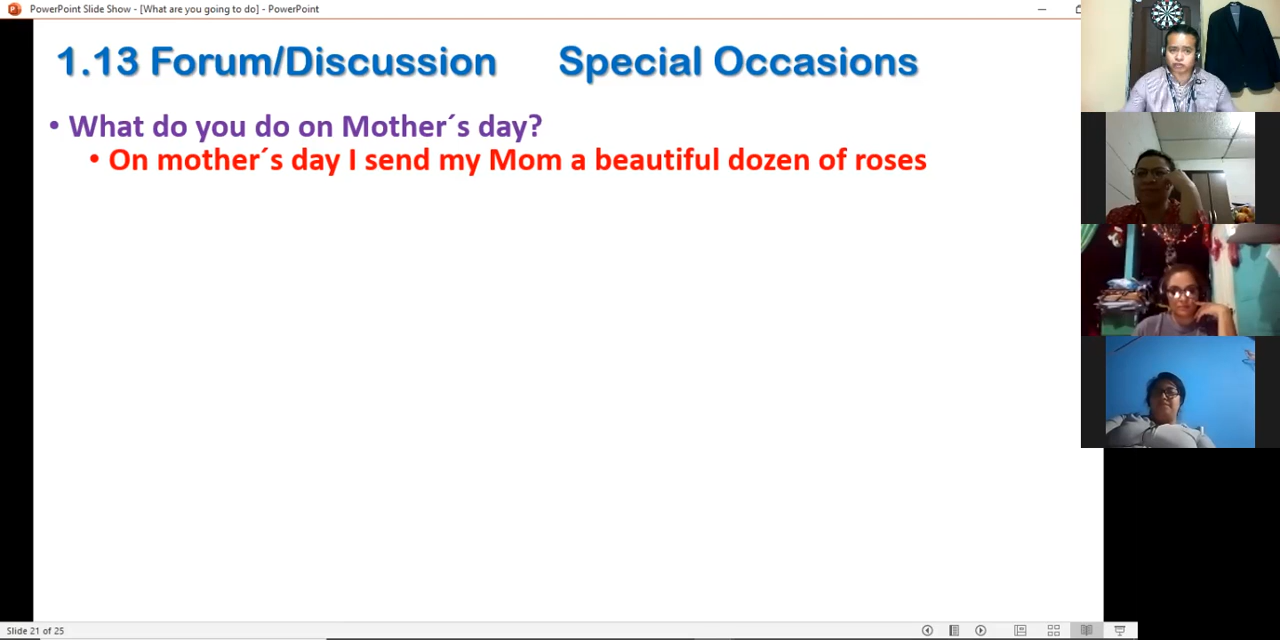 PowerPoint Slide Show - [What are you going to do] - PowerPoint
1.13 Forum/Discussion Special Occasions
• What do you do on Mother´s day?
• On mother´s day I send my Mom a beautiful dozen of roses
Slide 21 of 25